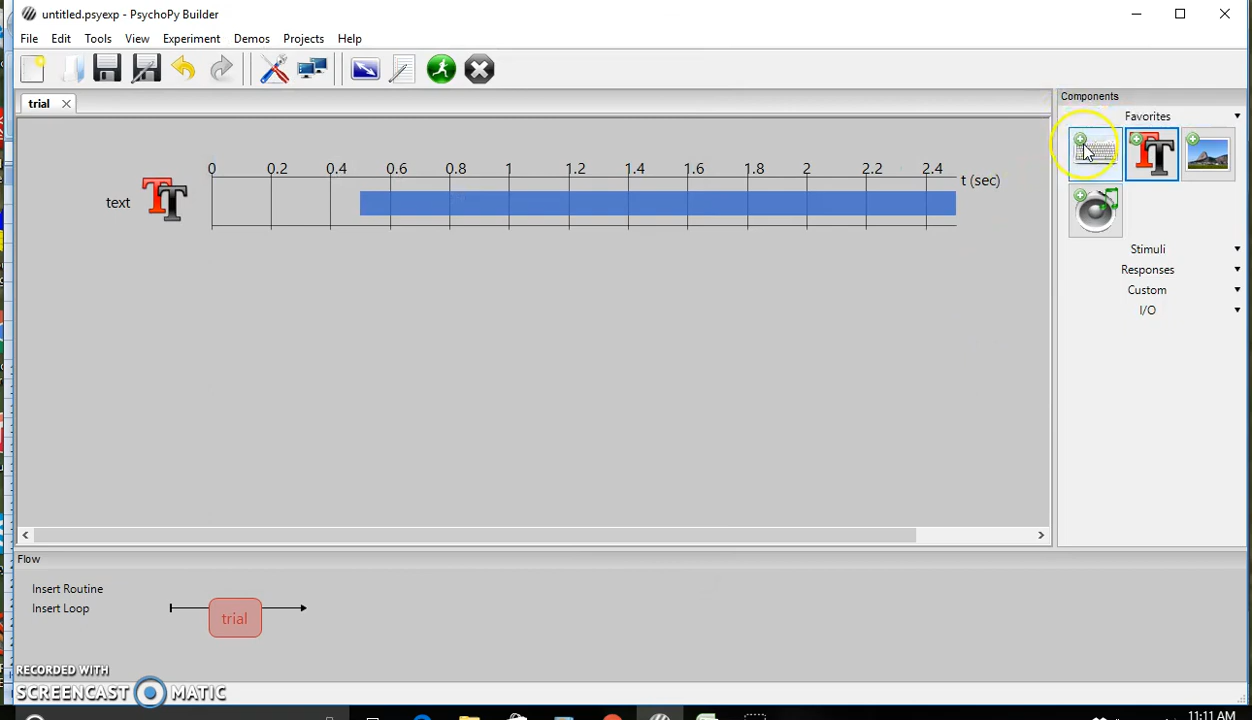 untitled.psyexp - PsychoPy Builder
File Edit Tools View Experiment Demos Projects Help
trial
Components
Favorites
0 0.2 0.4 0.6 0.8 1 1.2 1.4 1.6 1.8 2 2.2 2.4
t (sec)
text
Stimuli
Responses
Custom
I/O
Flow
Insert Routine
Insert Loop
trial
RECORDED WITH
SCREENCAST MATIC
11:11 AM